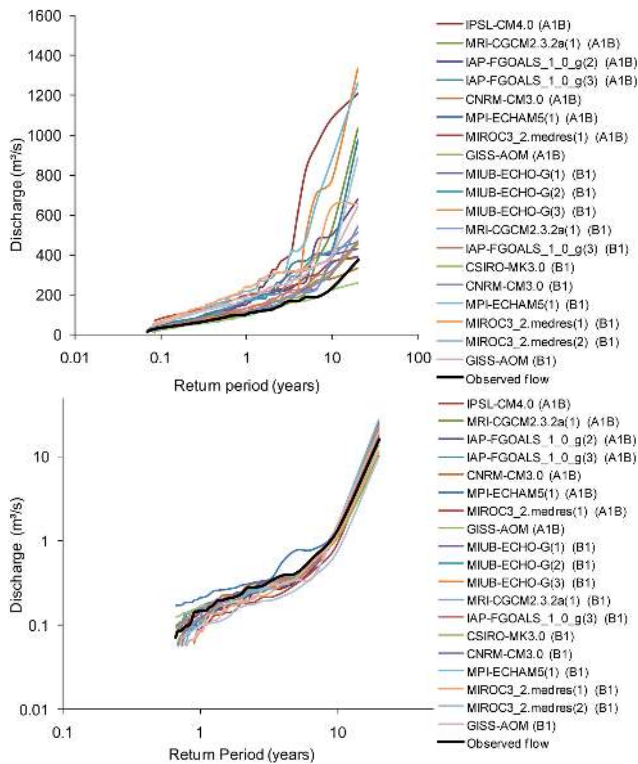 1600
1400
1200
1000
800
600
400
200
0
Discharge (m³/s)
0.01
0.1
1
10
100
Return period (years)
IPSL-CM4.0 (A1B)
MRI-CGCM2.3.2a(1) (A1B)
IAP-FGOALS_1_0_g(2) (A1B)
IAP-FGOALS_1_0_g(3) (A1B)
CNRM-CM3.0 (A1B)
MPI-ECHAM5(1) (A1B)
MIROC3_2.medres(1) (A1B)
GISS-AOM (A1B)
MIUB-ECHO-G(1) (B1)
MIUB-ECHO-G(2) (B1)
MIUB-ECHO-G(3) (B1)
MRI-CGCM2.3.2a(1) (B1)
IAP-FGOALS_1_0_g(3) (B1)
CSIRO-MK3.0 (B1)
CNRM-CM3.0 (B1)
MPI-ECHAM5(1) (B1)
MIROC3_2.medres(1) (B1)
MIROC3_2.medres(2) (B1)
GISS-AOM (B1)
Observed flow
10
1
0.1
0.01
Discharge (m³/s)
0.1
1
10
100
Return Period (years)
IPSL-CM4.0 (A1B)
MRI-CGCM2.3.2a(1) (A1B)
IAP-FGOALS_1_0_g(2) (A1B)
IAP-FGOALS_1_0_g(3) (A1B)
CNRM-CM3.0 (A1B)
MPI-ECHAM5(1) (A1B)
MIROC3_2.medres(1) (A1B)
GISS-AOM (A1B)
MIUB-ECHO-G(1) (B1)
MIUB-ECHO-G(2) (B1)
MIUB-ECHO-G(3) (B1)
MRI-CGCM2.3.2a(1) (B1)
IAP-FGOALS_1_0_g(3) (B1)
CSIRO-MK3.0 (B1)
CNRM-CM3.0 (B1)
MPI-ECHAM5(1) (B1)
MIROC3_2.medres(1) (B1)
MIROC3_2.medres(2) (B1)
GISS-AOM (B1)
Observed flow